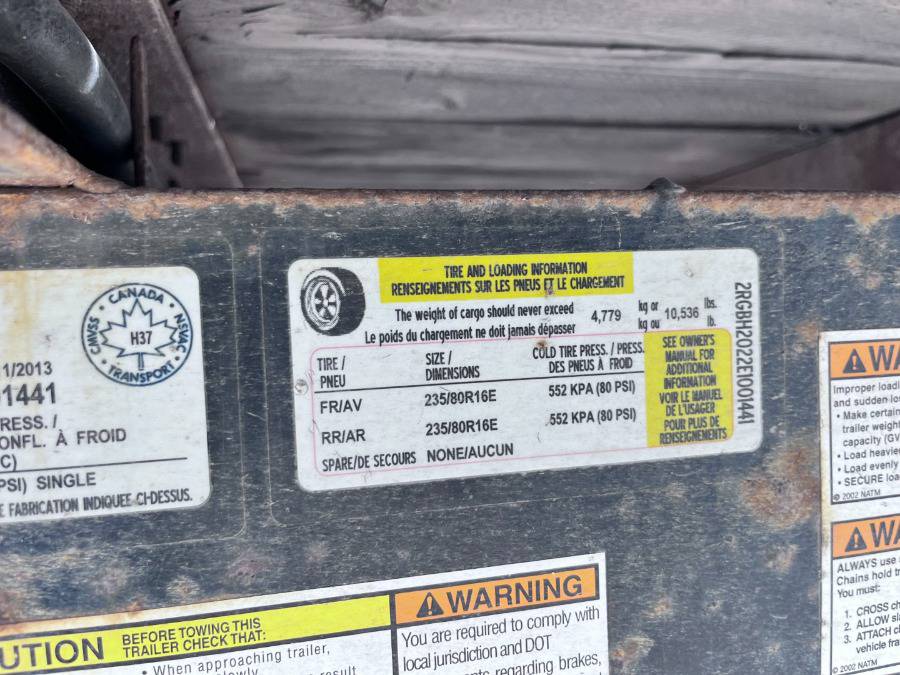 CANADA
CMVSS
NSVAC
H37
TRANSPORT
1/2013
1441
RESS. /
ONFL. À FROID
C)
PSI) SINGLE
E FABRICATION INDIQUÉE CI-DESSUS.
TIRE AND LOADING INFORMATION
RENSEIGNEMENTS SUR LES PNEUS ET LE CHARGEMENT
The weight of cargo should never exceed 4,779 kg or 10,536 lbs.
Le poids du chargement ne doit jamais dépasser kg ou lb.
TIRE / SIZE / COLD TIRE PRESS. / PRESS.
PNEU DIMENSIONS DES PNEUS À FROID
FR/AV 235/80R16E 552 KPA (80 PSI)
RR/AR 235/80R16E 552 KPA (80 PSI)
SPARE/DE SECOURS NONE/AUCUN
SEE OWNER'S
MANUAL FOR
ADDITIONAL
INFORMATION
VOIR LE MANUEL
DE L'USAGER
POUR PLUS DE
RENSEIGNEMENTS
2RGBH2022E1001441
UTION BEFORE TOWING THIS
TRAILER CHECK THAT:
• When approaching trailer,
slowly
result
WARNING
You are required to comply with
local jurisdiction and DOT
regarding brakes,
WA
Improper loadi
and sudden los
• Make certain
trailer weight
capacity (GV
• Load heavie
• Load evenly
• SECURE loa
© 2002 NATM
WA
ALWAYS use
Chains hold tr
You must:
1. CROSS ch
2. ALLOW sl
3. ATTACH c
vehicle fra
© 2002 NATM